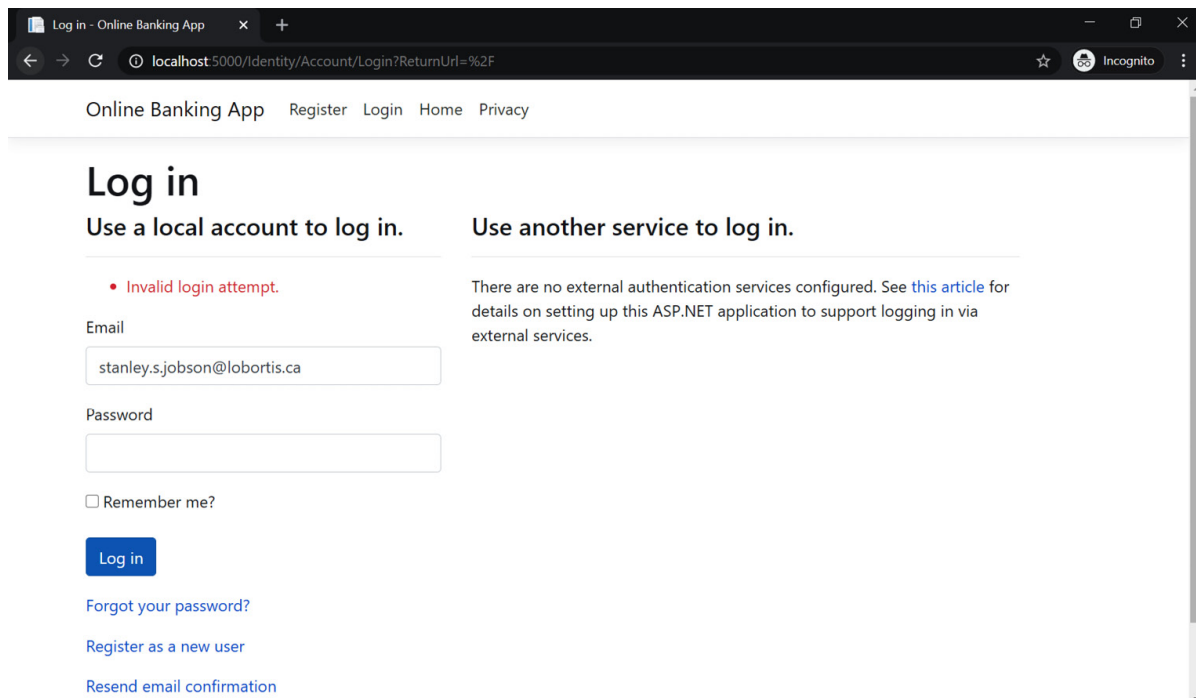 Log in - Online Banking App
localhost:5000/Identity/Account/Login?ReturnUrl=%2F
Incognito
Online Banking App Register Login Home Privacy
Log in
Use a local account to log in.
Invalid login attempt.
Email
stanley.s.jobson@lobortis.ca
Password
Remember me?
Log in
Forgot your password?
Register as a new user
Resend email confirmation
Use another service to log in.
There are no external authentication services configured. See this article for
details on setting up this ASP.NET application to support logging in via
external services.